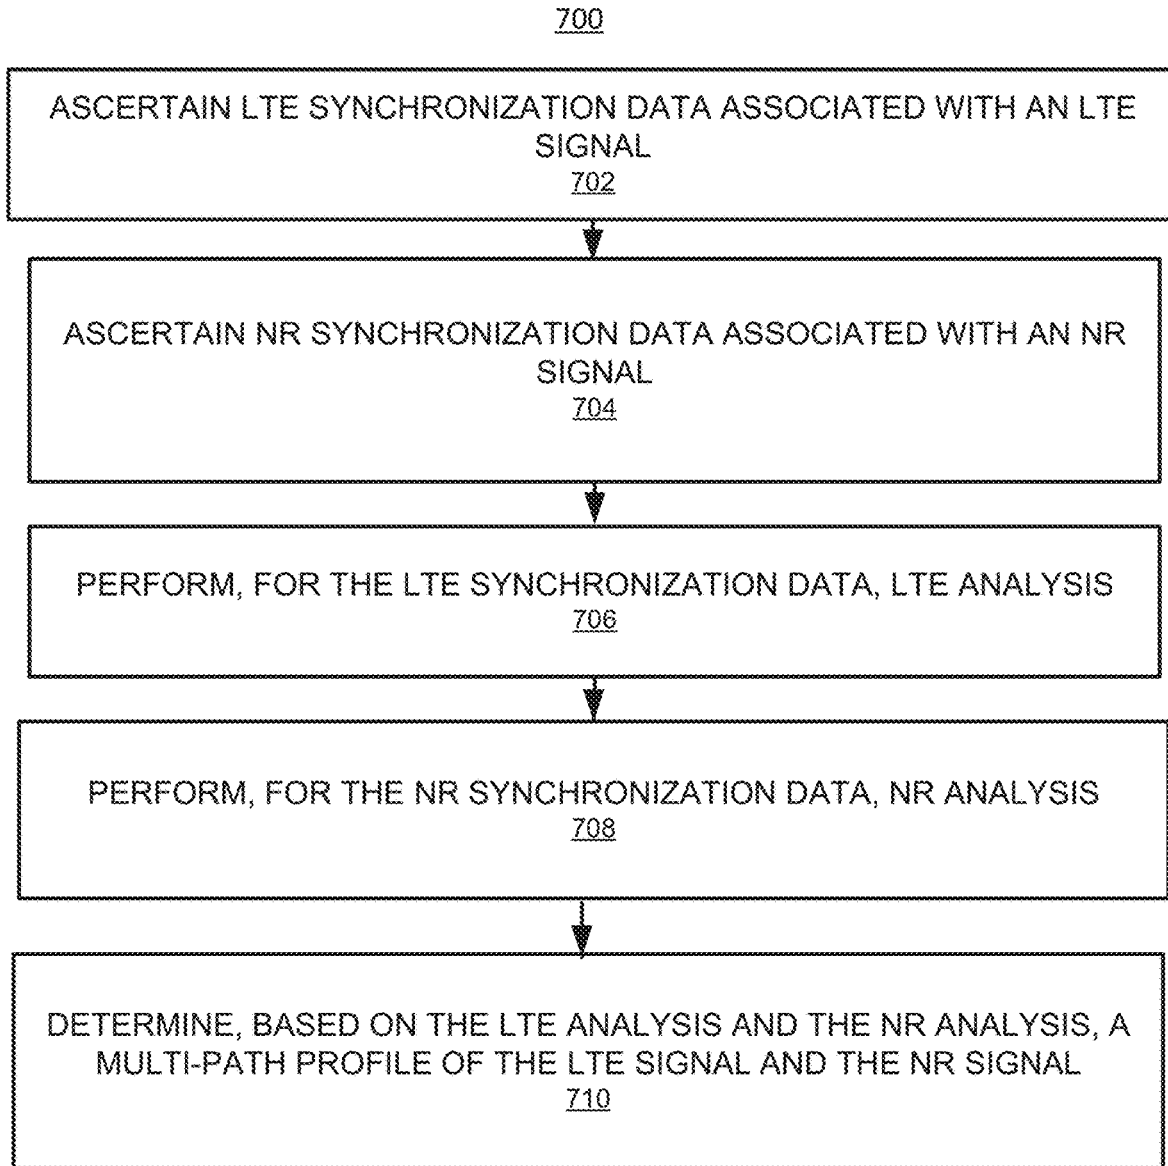 700
ASCERTAIN LTE SYNCHRONIZATION DATA ASSOCIATED WITH AN LTE
SIGNAL
702
ASCERTAIN NR SYNCHRONIZATION DATA ASSOCIATED WITH AN NR
SIGNAL
704
PERFORM, FOR THE LTE SYNCHRONIZATION DATA, LTE ANALYSIS
706
PERFORM, FOR THE NR SYNCHRONIZATION DATA, NR ANALYSIS
708
DETERMINE, BASED ON THE LTE ANALYSIS AND THE NR ANALYSIS, A
MULTI-PATH PROFILE OF THE LTE SIGNAL AND THE NR SIGNAL
710